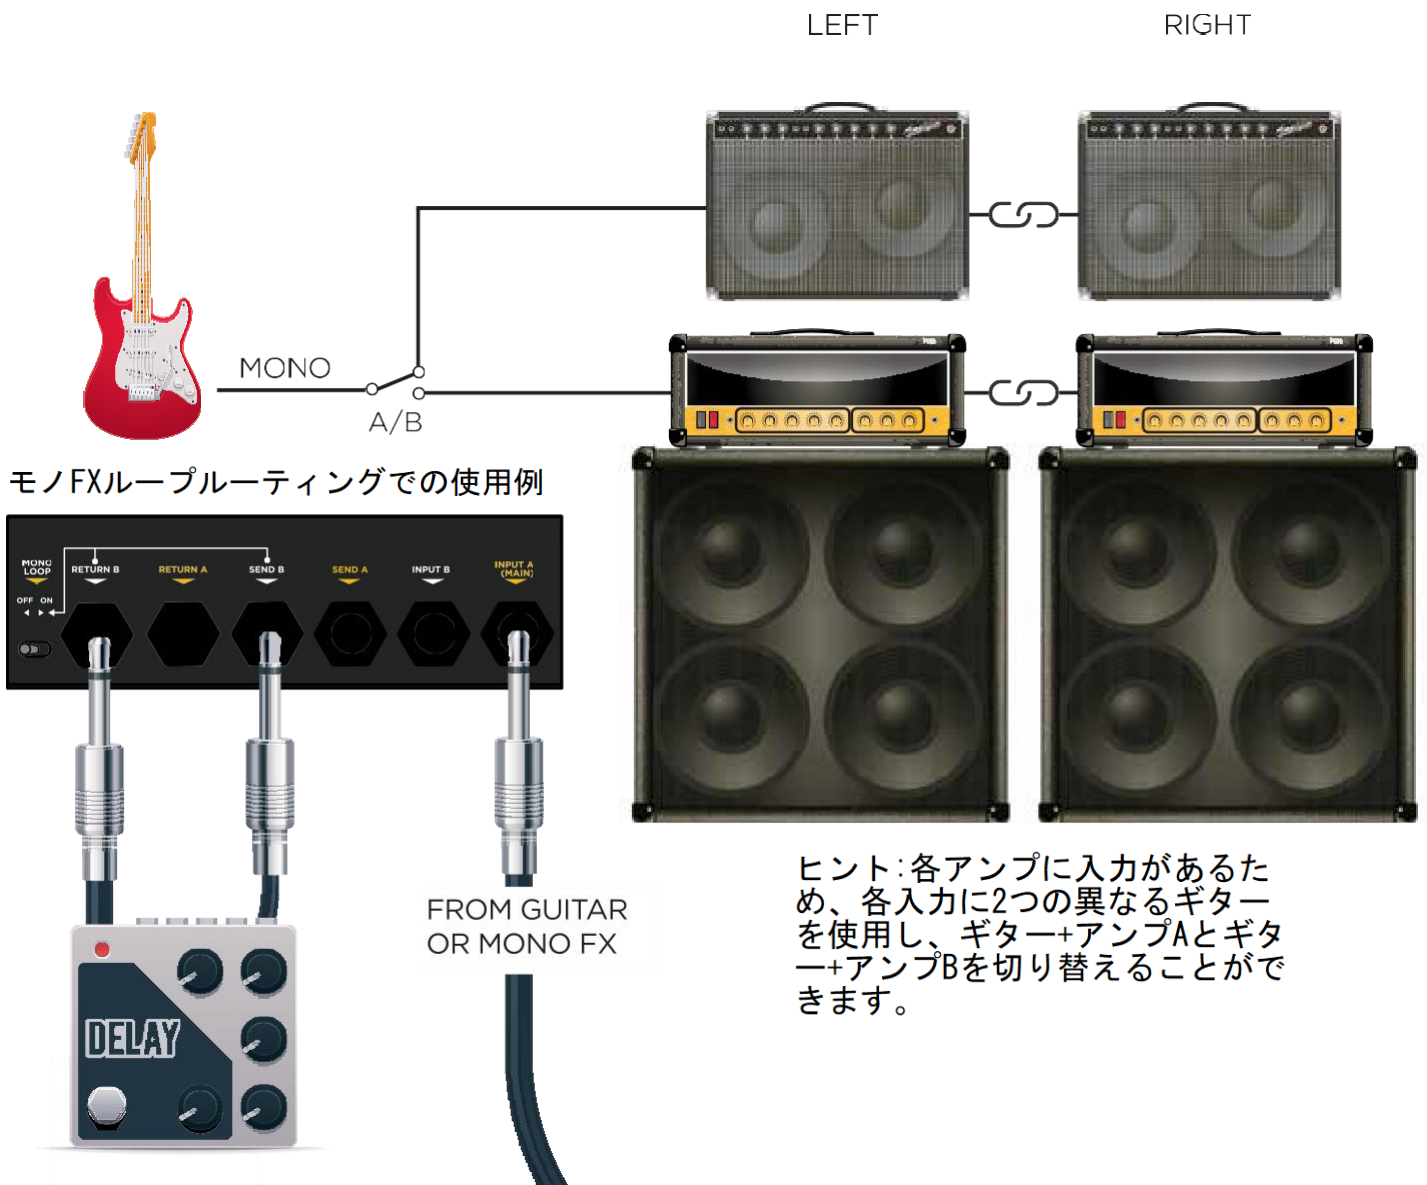 LEFT
RIGHT
MONO
A/B
モノFXループルーティングでの使用例
MONO
LOOP
RETURN B
RETURN A
SEND B
SEND A
INPUT B
INPUT A
(MAIN)
OFF ON
FROM GUITAR
OR MONO FX
DELAY
ヒント:各アンプに入力があるた
め、各入力に2つの異なるギター
を使用し、ギター+アンプAとギタ
ー+アンプBを切り替えることがで
きます。